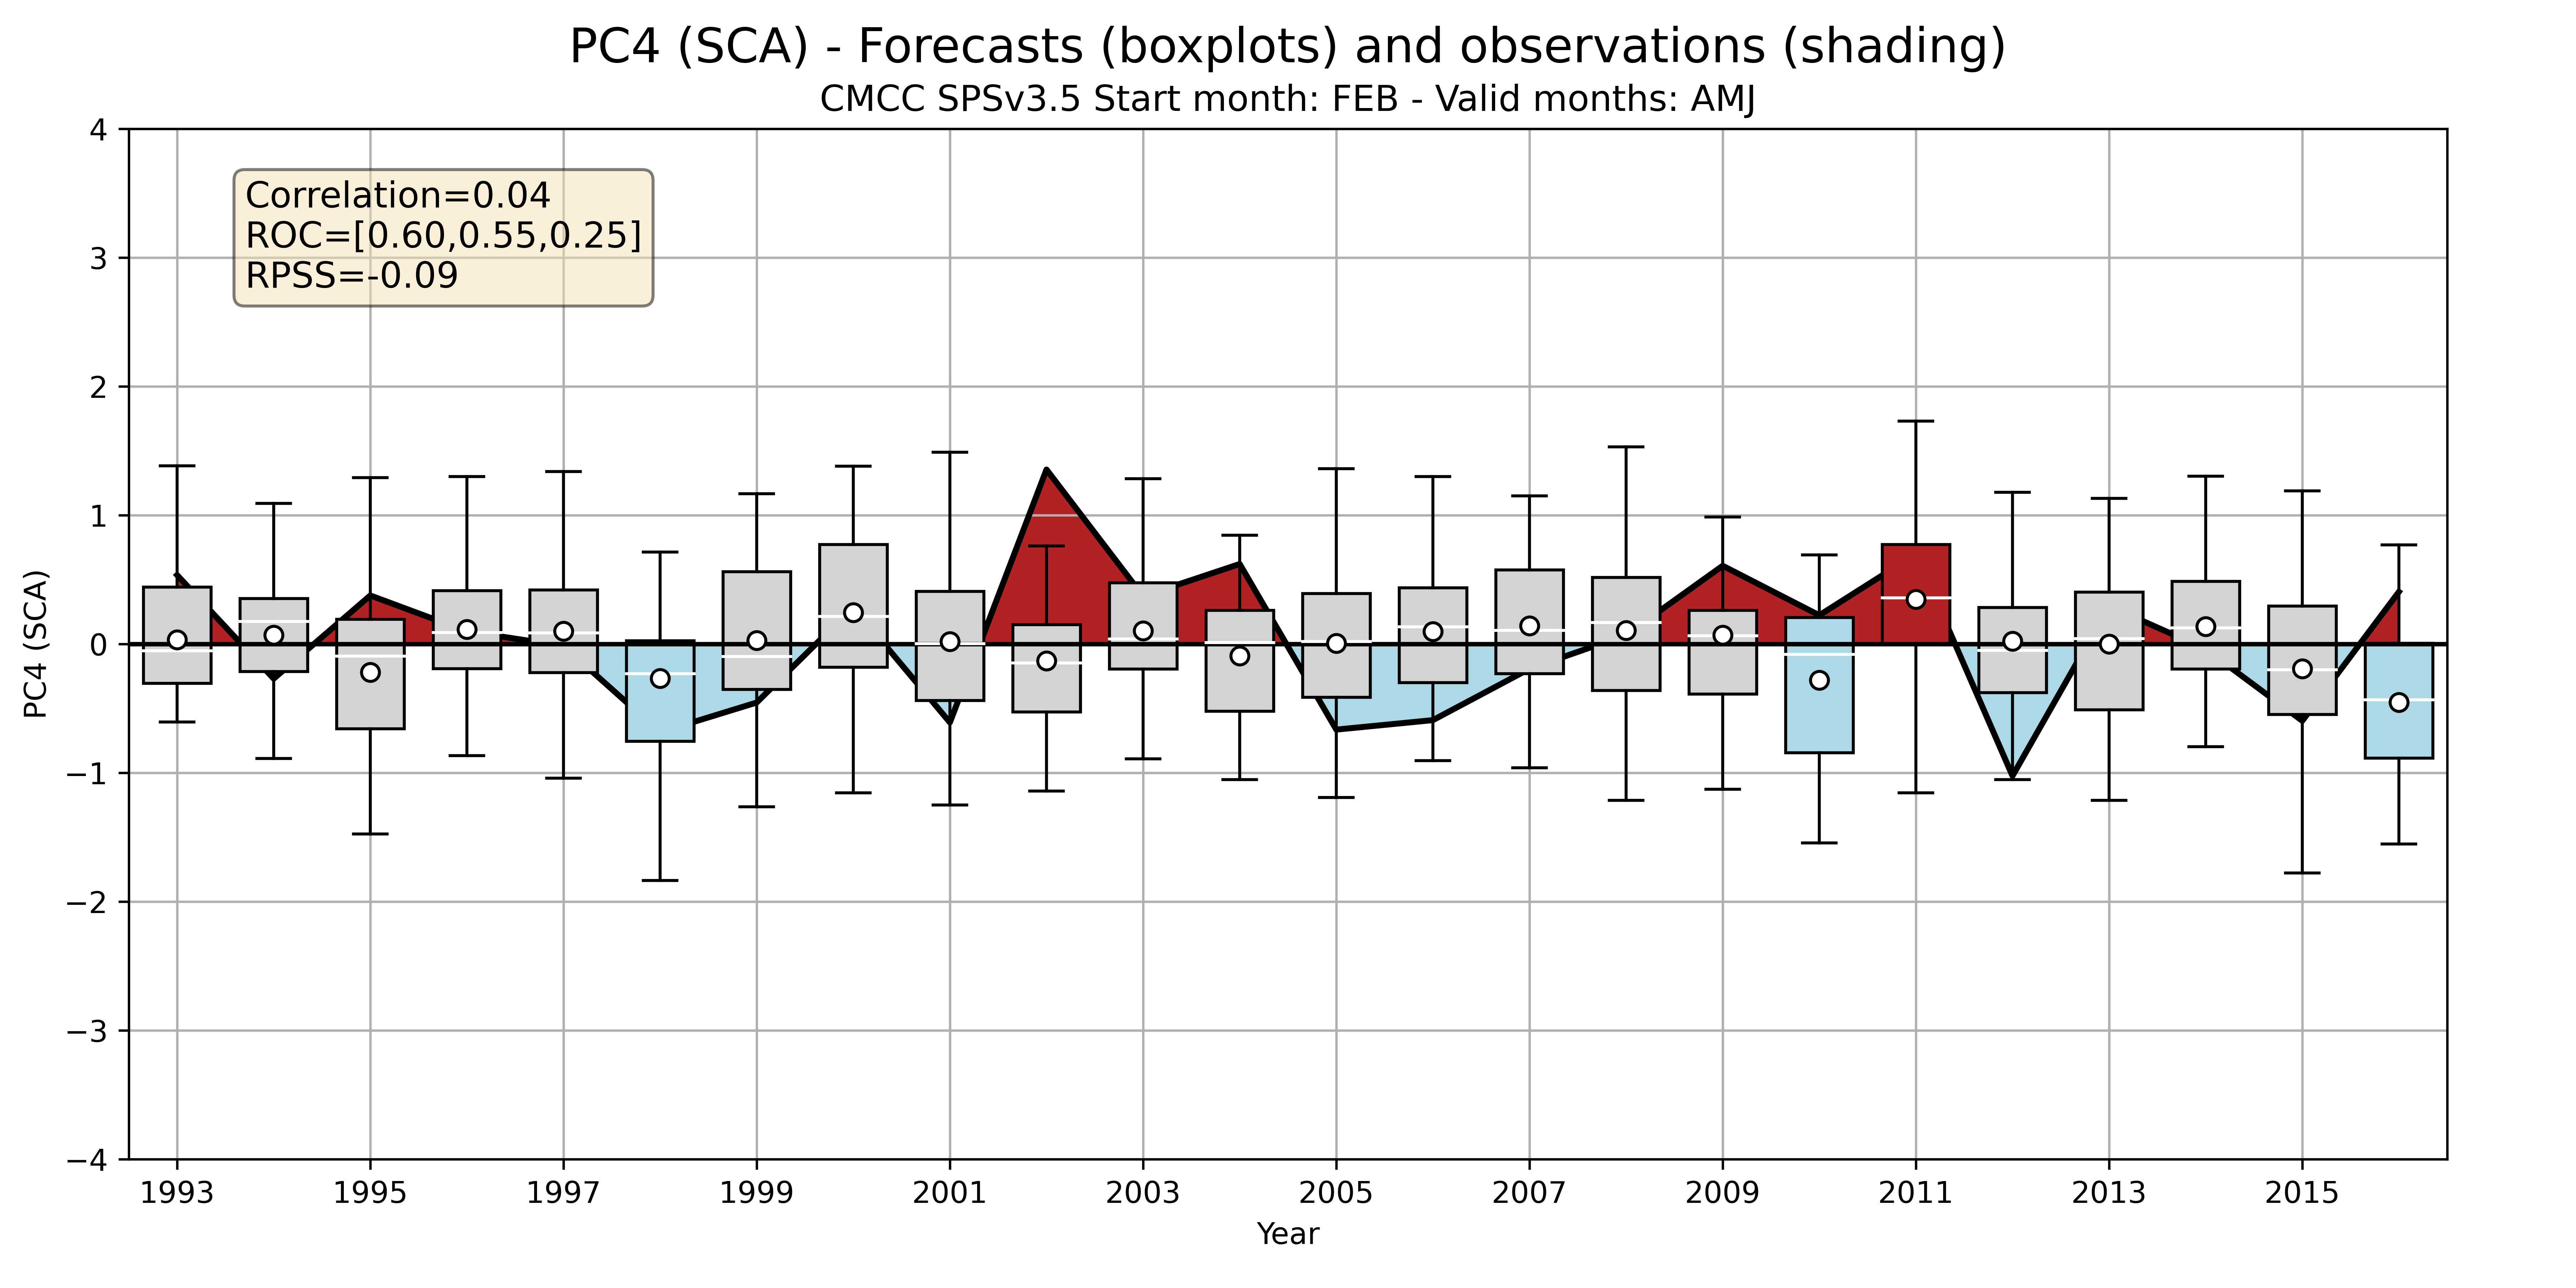 PC4 (SCA) - Forecasts (boxplots) and observations (shading)
CMCC SPSv3.5 Start month: FEB - Valid months: AMJ
Correlation=0.04
ROC=[0.60,0.55,0.25]
RPSS=-0.09
PC4 (SCA)
4
3
2
1
0
−1
−2
−3
−4
1993 1995 1997 1999 2001 2003 2005 2007 2009 2011 2013 2015
Year